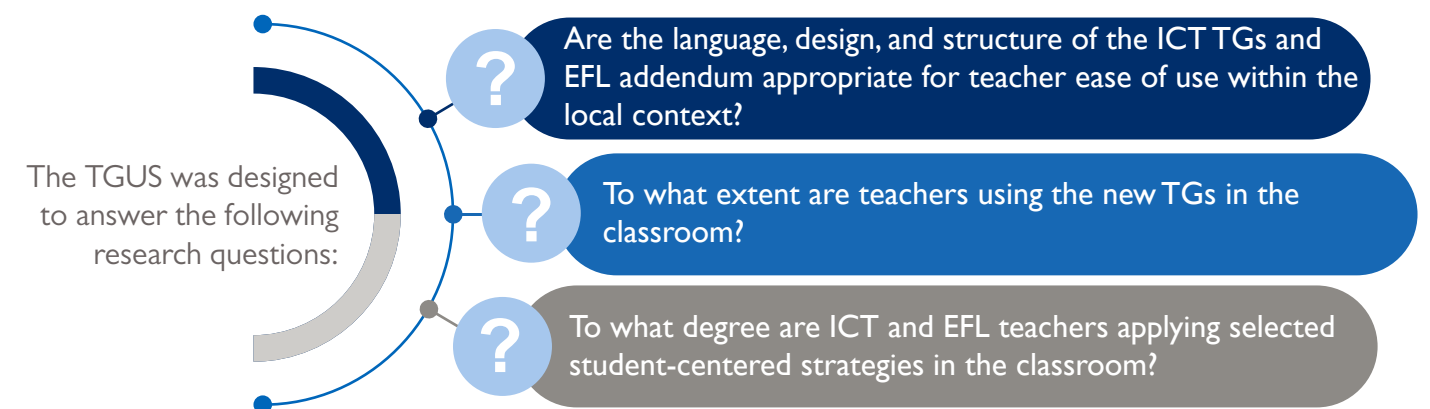 The TGUS was designed
to answer the following
research questions:
?
Are the language, design, and structure of the ICT TGs and
EFL addendum appropriate for teacher ease of use within the
local context?
?
To what extent are teachers using the new TGs in the
classroom?
?
To what degree are ICT and EFL teachers applying selected
student-centered strategies in the classroom?